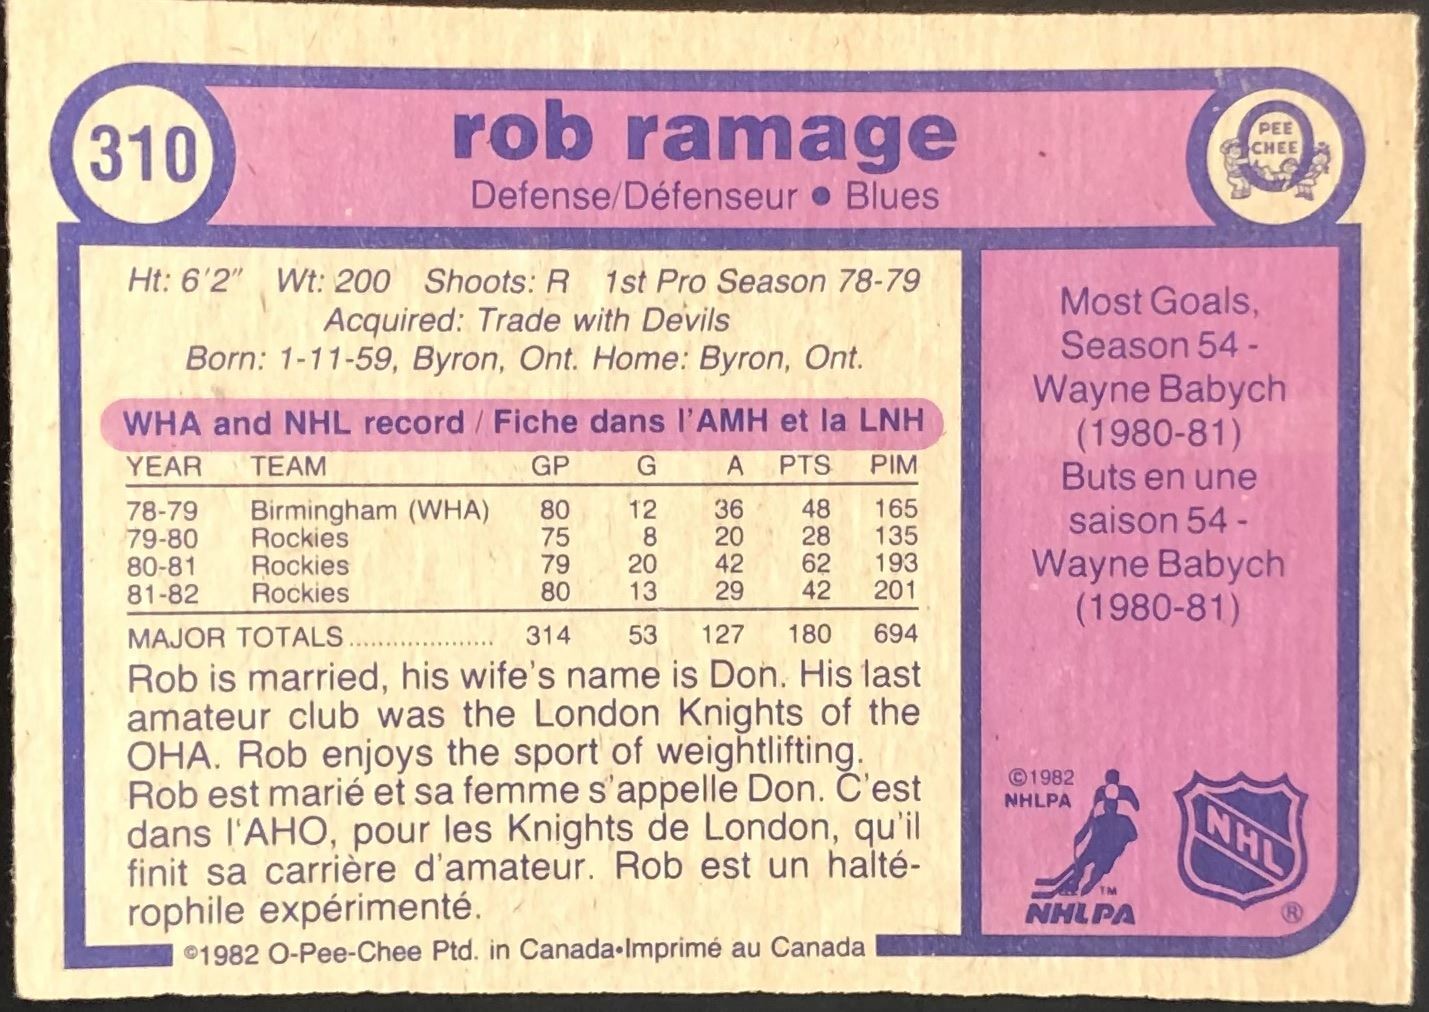 310
rob ramage
Defense/Défenseur • Blues
PEE
CHEE
Ht: 6'2" Wt: 200 Shoots: R 1st Pro Season 78-79
Acquired: Trade with Devils
Born: 1-11-59, Byron, Ont. Home: Byron, Ont.
WHA and NHL record / Fiche dans l'AMH et la LNH
YEAR TEAM GP G A PTS PIM
78-79 Birmingham (WHA) 80 12 36 48 165
79-80 Rockies 75 8 20 28 135
80-81 Rockies 79 20 42 62 193
81-82 Rockies 80 13 29 42 201
MAJOR TOTALS.................... 314 53 127 180 694
Rob is married, his wife's name is Don. His last
amateur club was the London Knights of the
OHA. Rob enjoys the sport of weightlifting.
Rob est marié et sa femme s'appelle Don. C'est
dans l'AHO, pour les Knights de London, qu'il
finit sa carrière d'amateur. Rob est un halté-
rophile expérimenté.
©1982 O-Pee-Chee Ptd. in Canada•Imprimé au Canada
Most Goals,
Season 54 -
Wayne Babych
(1980-81)
Buts en une
saison 54 -
Wayne Babych
(1980-81)
©1982
NHLPA
TM
NHLPA
NHL
®